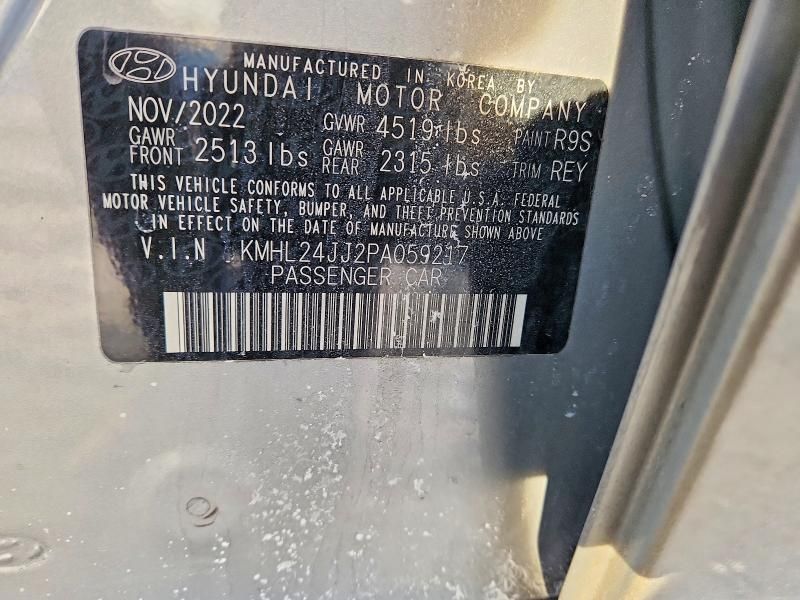 MANUFACTURED IN KOREA BY
HYUNDAI MOTOR COMPANY
NOV/2022 GVWR 4519 lbs PAINT R9S
GAWR FRONT 2513 lbs GAWR REAR 2315 lbs TRIM REY
THIS VEHICLE CONFORMS TO ALL APPLICABLE U.S.A. FEDERAL
MOTOR VEHICLE SAFETY, BUMPER, AND THEFT PREVENTION STANDARDS
IN EFFECT ON THE DATE OF MANUFACTURE SHOWN ABOVE.
V.I.N KMHL24JJ2PA059217
PASSENGER CAR